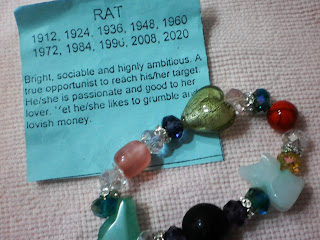 RAT
1912, 1924, 1936, 1948, 1960
1972, 1984, 1996, 2008, 2020
Bright, sociable and highly ambitious. A
true opportunist to reach his/her target.
He/she is passionate and good to her
lover. Yet he/she likes to grumble and
lovish money.